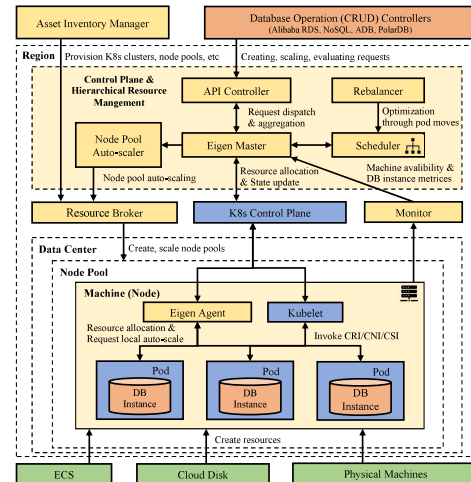 Asset Inventory Manager
Database Operation (CRUD) Controllers
(Alibaba RDS, NoSQL, ADB, PolarDB)
Region
Provision K8s clusters, node pools, etc
Creating, scaling, evaluating requests
Control Plane &
Hierarchical Resource
Mangement
API Controller
Rebalancer
Request dispatch
& aggregation
Optimization
through pod moves
Node Pool
Auto-scaler
Eigen Master
Scheduler
Node pool auto-scaling
Resource allocation
& State update
Machine availibility &
DB instance metrices
Resource Broker
K8s Control Plane
Monitor
Data Center
Create, scale node pools
Node Pool
Machine (Node)
Eigen Agent
Kubelet
Resource allocation &
Request local auto-scale
Invoke CRI/CNI/CSI
Pod
DB
Instance
Pod
DB
Instance
Pod
DB
Instance
Create resources
ECS
Cloud Disk
Physical Machines